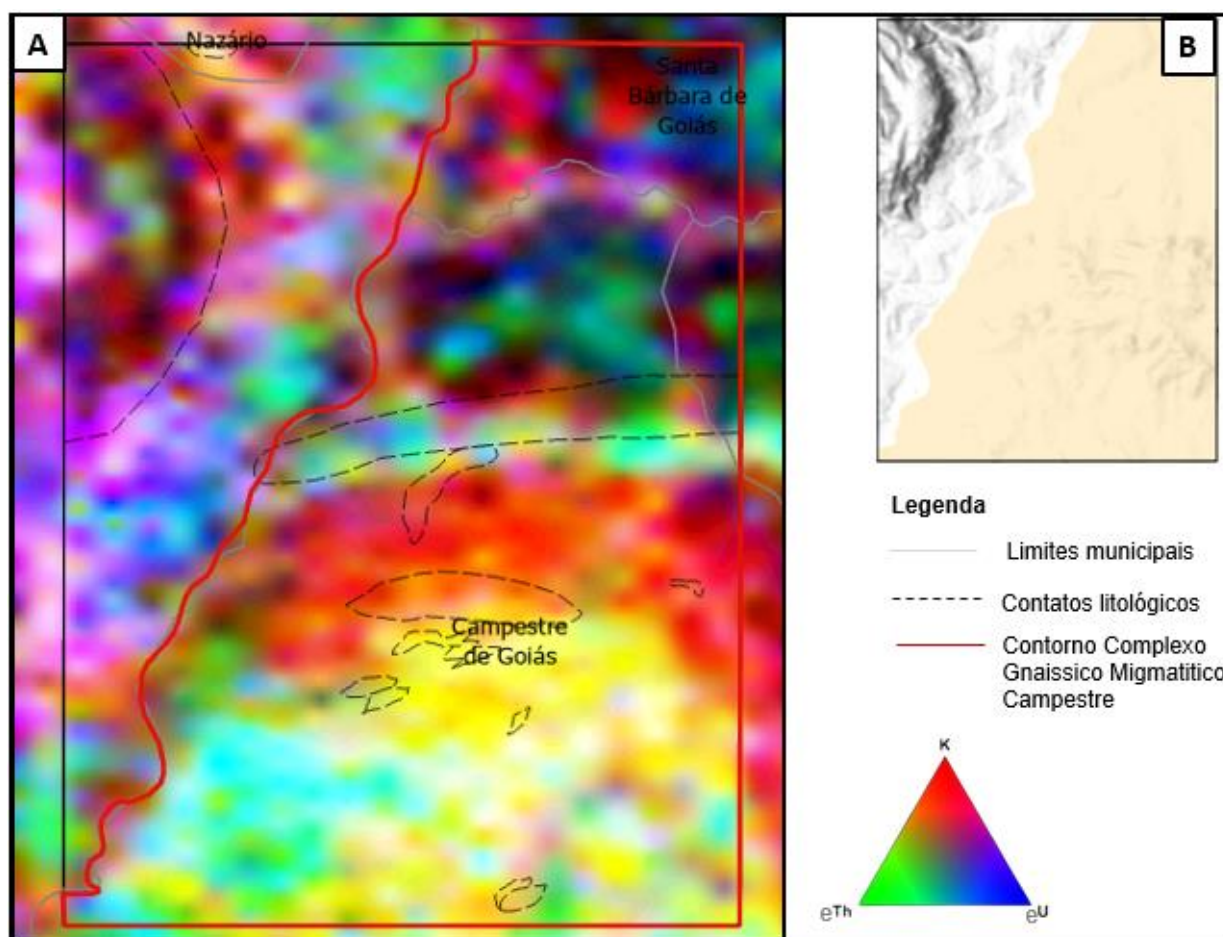 A
Nazário
Santa
Bárbara de
Goiás
Campestre
de Goiás
B
Legenda
Limites municipais
Contatos litológicos
Contorno Complexo
Gnaissico Migmatítico
Campestre
K
eTh
eU